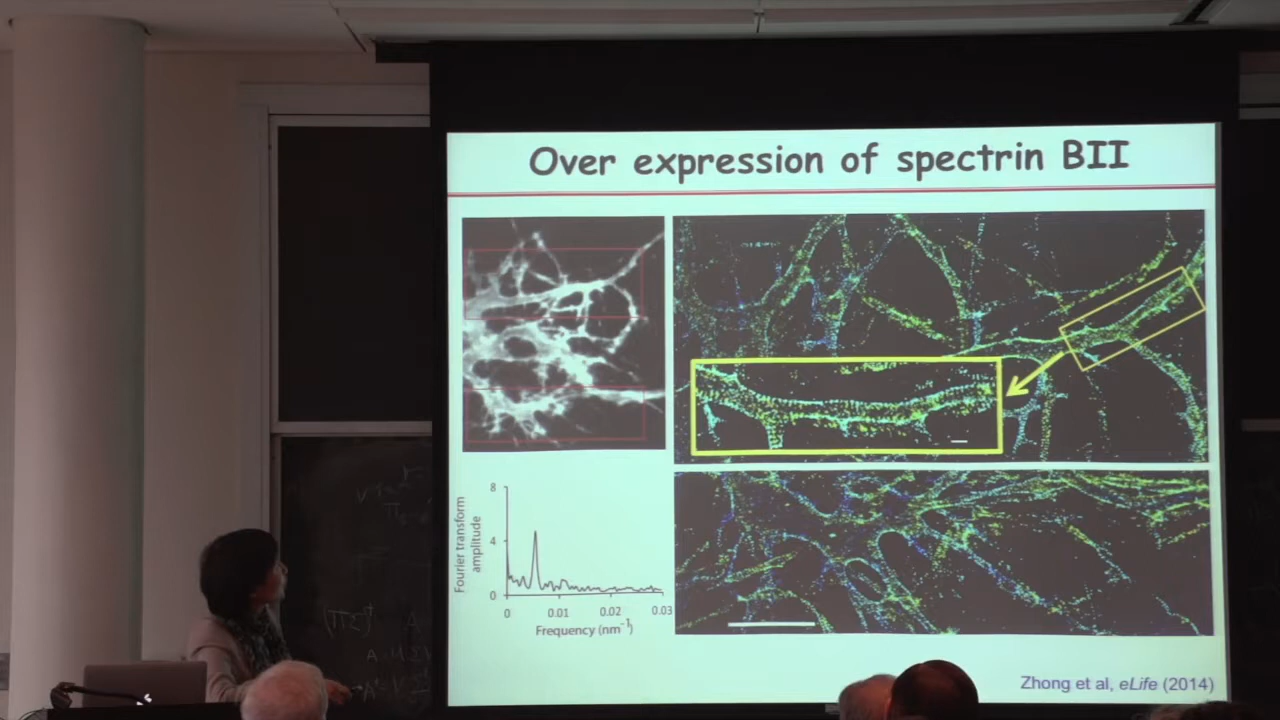 Over expression of spectrin BII
8
4
0
Fourier transform
amplitude
0 0.01 0.02 0.03
Frequency (nm-1)
Zhong et al, eLife (2014)